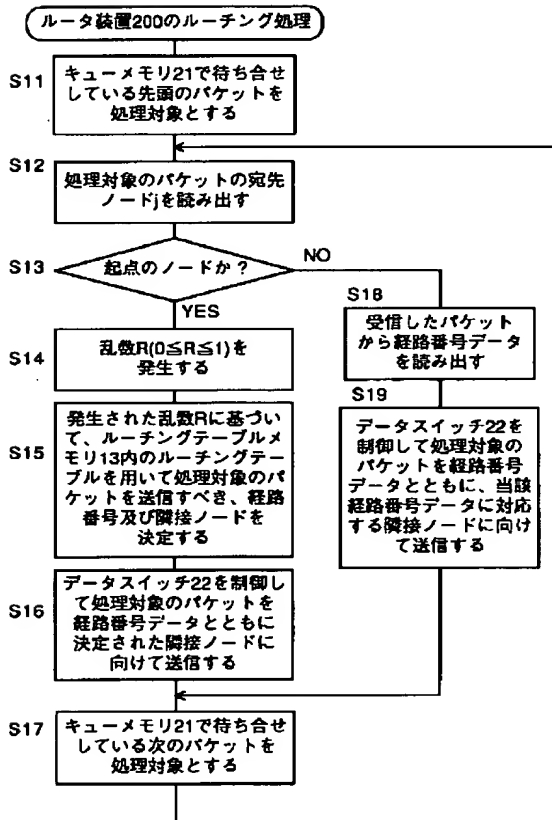 ルータ装置200のルーチング処理
S11
キューメモリ21で待ち合せ
している先頭のパケットを
処理対象とする
S12
処理対象のパケットの宛先
ノードjを読み出す
S13
起点のノードか?
NO
YES
S14
乱数R(0≦R≦1)を
発生する
S15
発生された乱数Rに基づい
て、ルーチングテーブルメ
モリ13内のルーチングテー
ブルを用いて処理対象のパ
ケットを送信すべき、経路
番号及び隣接ノードを
決定する
S16
データスイッチ22を制御し
て処理対象のパケットを
経路番号データとともに
決定された隣接ノードに
向けて送信する
S18
受信したパケット
から経路番号データ
を読み出す
S19
データスイッチ22を
制御して処理対象の
パケットを経路番号
データとともに、当該
経路番号データに対応
する隣接ノードに向け
て送信する
S17
キューメモリ21で待ち合せ
している次のパケットを
処理対象とする